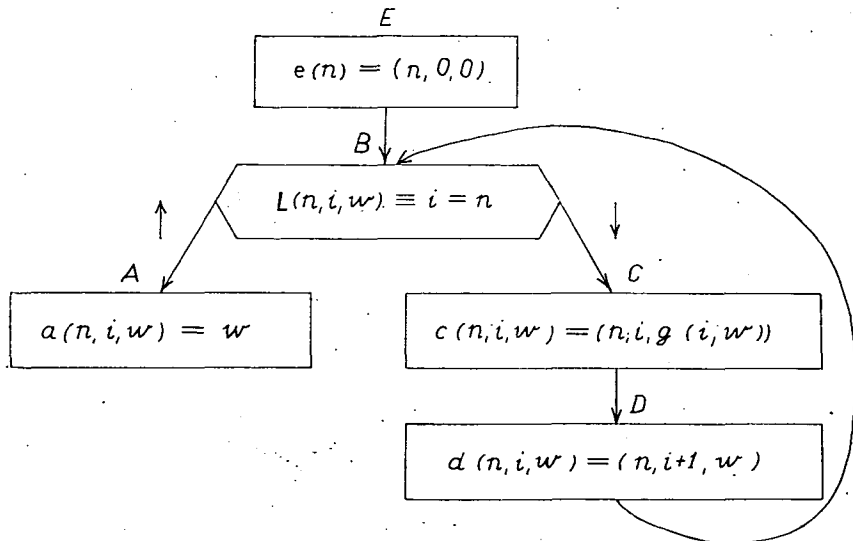 E
e(n) = (n, 0, 0)
B
L(n, i, w) ≡ i = n
↑ ↓
A
C
a(n, i, w) = w
c(n, i, w) = (n, i, g (i, w))
D
d(n, i, w) = (n, i+1, w)